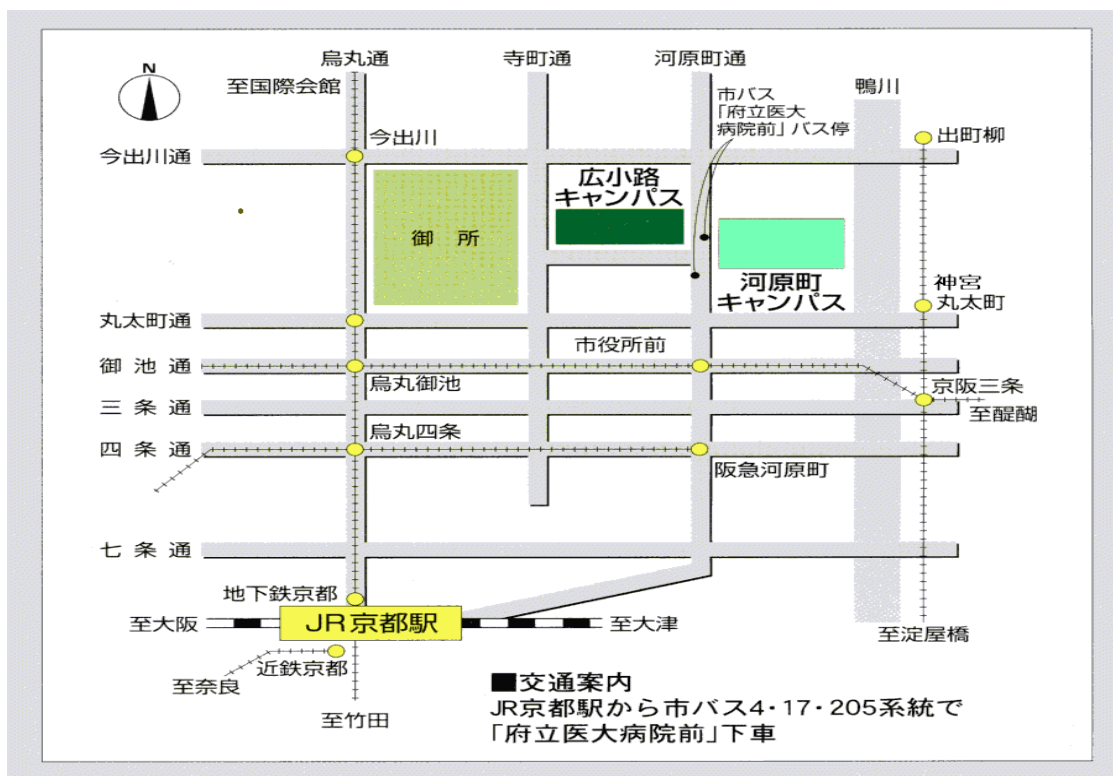 烏丸通
寺町通
河原町通
N
至国際会館
鴨川
市バス
「府立医大
病院前」バス停
今出川
出町柳
今出川通
広小路
キャンパス
御 所
河原町
キャンパス
神宮
丸太町
丸太町通
市役所前
御池通
烏丸御池
京阪三条
三条通
至醍醐
烏丸四条
四条通
阪急河原町
七条通
地下鉄京都
至大阪
JR京都駅
至大津
至淀屋橋
近鉄京都
至奈良
至竹田
■交通案内
JR京都駅から市バス4・17・205系統で
「府立医大病院前」下車